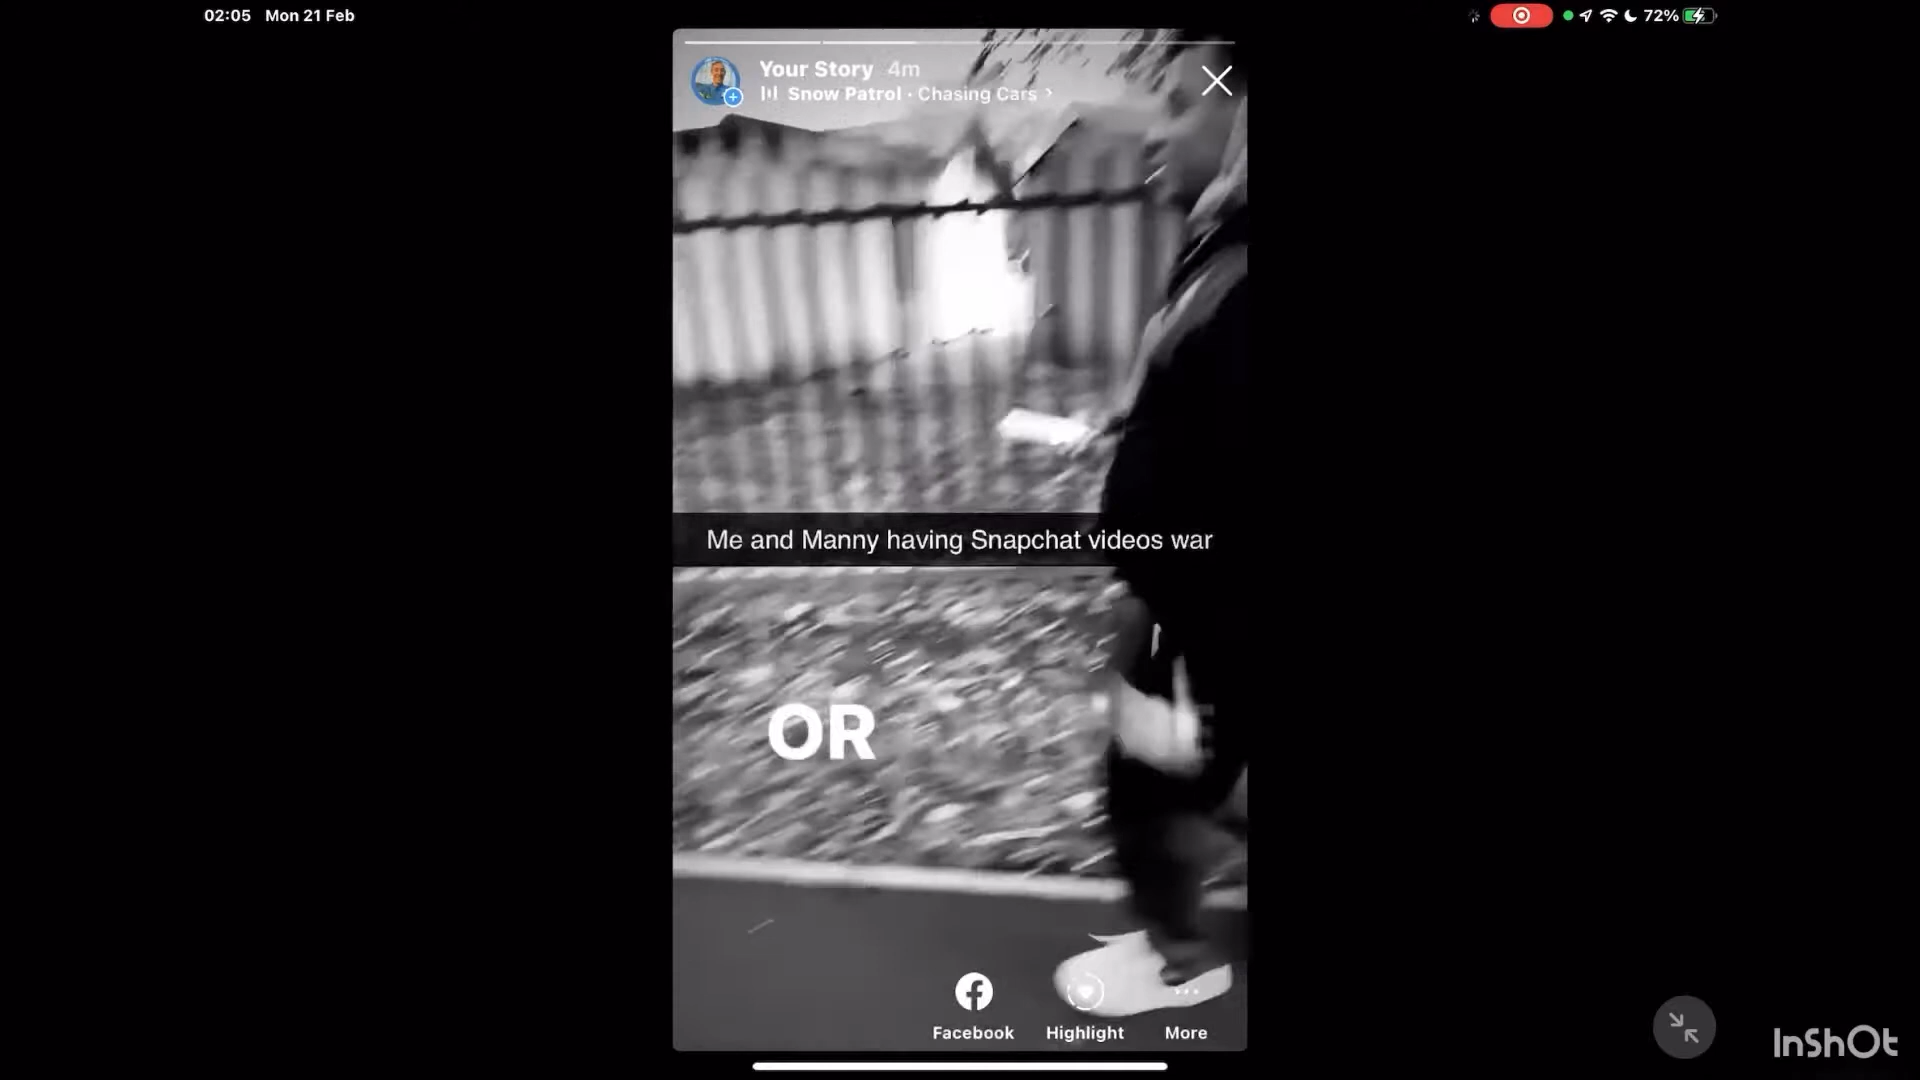 02:05 Mon 21 Feb
72%
Your Story 4m
Snow Patrol · Chasing Cars >
Me and Manny having Snapchat videos war
OR
Facebook
Highlight
More
InShOt